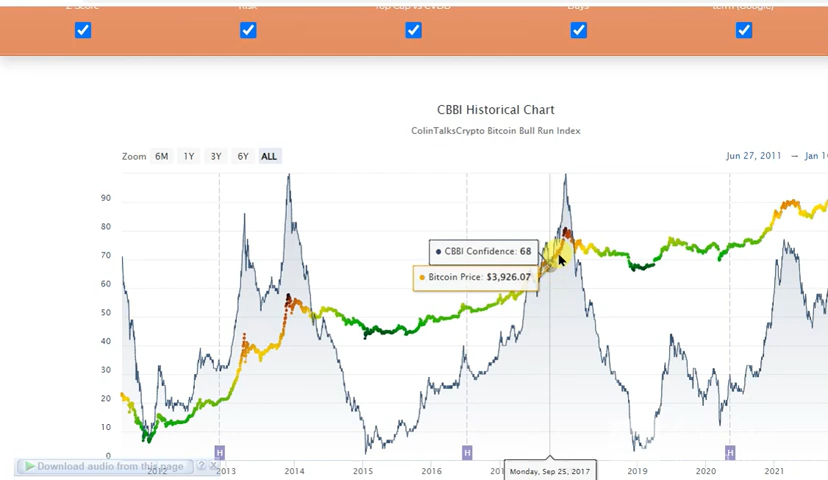 Z-Score Risk Top Cap vs CVDD Days term (Google)
CBBI Historical Chart
ColinTalksCrypto Bitcoin Bull Run Index
Zoom 6M 1Y 3Y 6Y ALL Jun 27, 2011 → Jan
90
80
70
CBBI Confidence: 68
Bitcoin Price: $3,926.07
60
50
40
30
20
10
0
H H H
Download audio from this page ? X
2012 2013 2014 2015 2016 Monday, Sep 25, 2017 2019 2020 2021